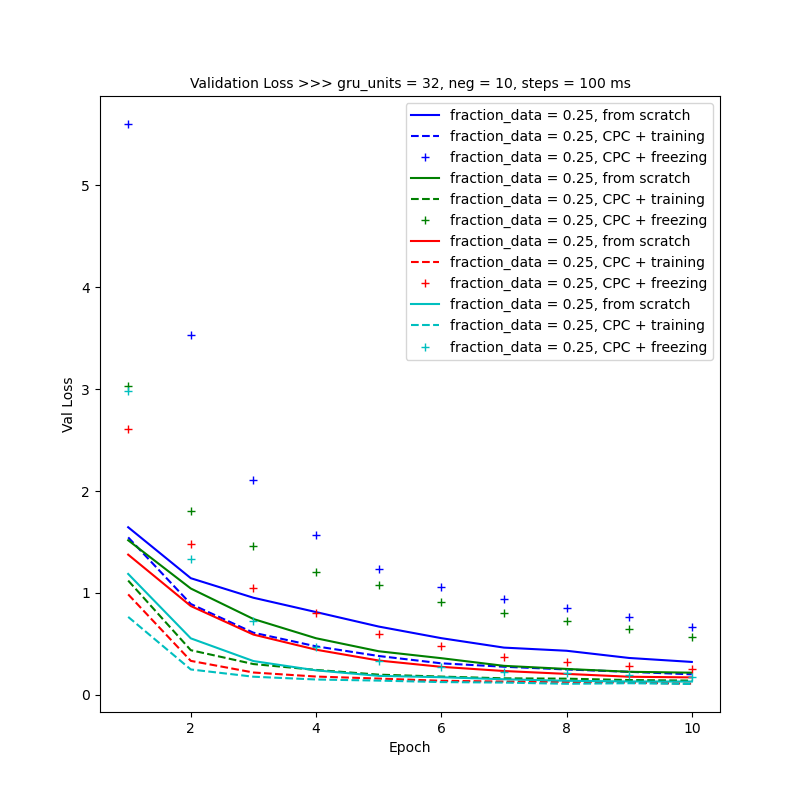 Validation Loss >>> gru_units = 32, neg = 10, steps = 100 ms
fraction_data = 0.25, from scratch
fraction_data = 0.25, CPC + training
fraction_data = 0.25, CPC + freezing
fraction_data = 0.25, from scratch
fraction_data = 0.25, CPC + training
fraction_data = 0.25, CPC + freezing
fraction_data = 0.25, from scratch
fraction_data = 0.25, CPC + training
fraction_data = 0.25, CPC + freezing
fraction_data = 0.25, from scratch
fraction_data = 0.25, CPC + training
fraction_data = 0.25, CPC + freezing
Val Loss
5
4
3
2
1
0
2 4 6 8 10
Epoch